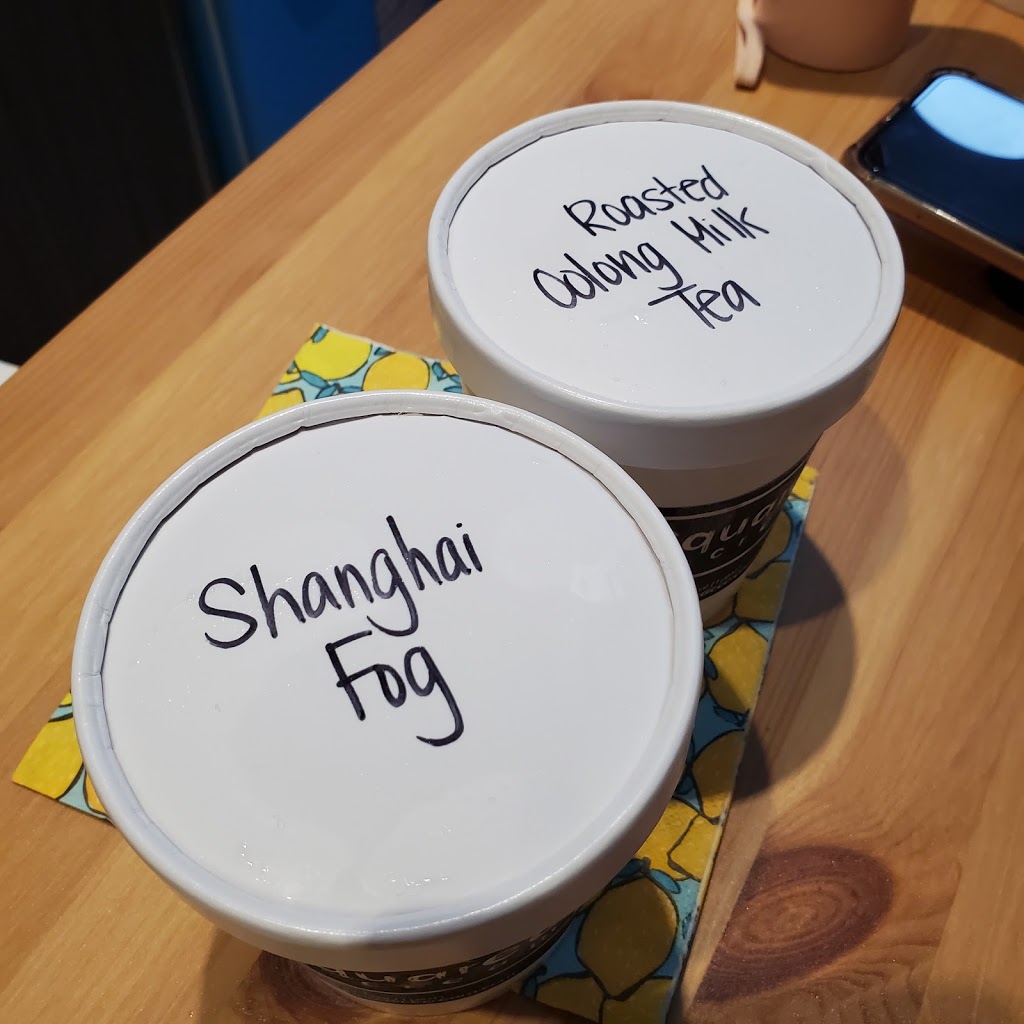 Roasted
Oolong Milk
Tea
Shanghai
Fog